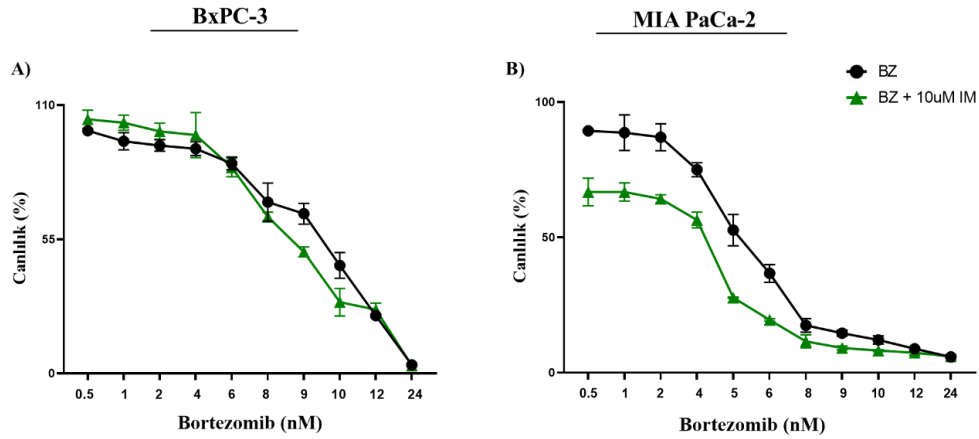 BxPC-3
MIA PaCa-2
A)
B)
BZ
BZ + 10uM IM
110
55
0
Canlılık (%)
0.5 1 2 4 6 8 9 10 12 24
Bortezomib (nM)
100
50
0
Canlılık (%)
0.5 1 2 4 5 6 8 9 10 12 24
Bortezomib (nM)